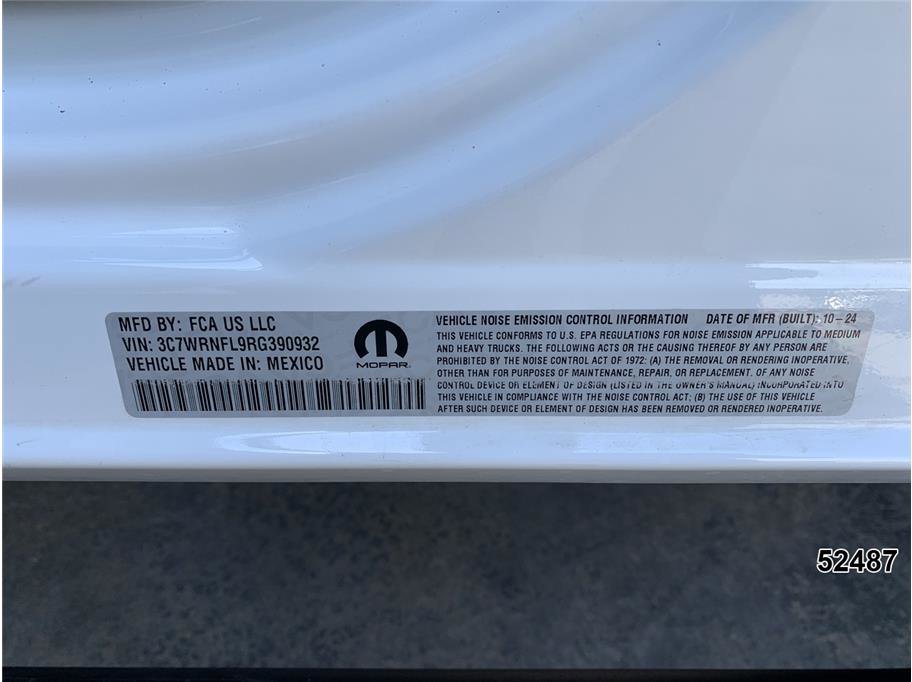 MFD BY: FCA US LLC
VIN: 3C7WRNFL9RG390932
VEHICLE MADE IN: MEXICO
MOPAR
VEHICLE NOISE EMISSION CONTROL INFORMATION DATE OF MFR (BUILT): 10-24
THIS VEHICLE CONFORMS TO U.S. EPA REGULATIONS FOR NOISE EMISSION APPLICABLE TO MEDIUM
AND HEAVY TRUCKS. THE FOLLOWING ACTS OR THE CAUSING THEREOF BY ANY PERSON ARE
PROHIBITED BY THE NOISE CONTROL ACT OF 1972: (A) THE REMOVAL OR RENDERING INOPERATIVE,
OTHER THAN FOR PURPOSES OF MAINTENANCE, REPAIR, OR REPLACEMENT, OF ANY NOISE
CONTROL DEVICE OR ELEMENT OF DESIGN (LISTED IN THE OWNER'S MANUAL) INCORPORATED INTO
THIS VEHICLE IN COMPLIANCE WITH THE NOISE CONTROL ACT; (B) THE USE OF THIS VEHICLE
AFTER SUCH DEVICE OR ELEMENT OF DESIGN HAS BEEN REMOVED OR RENDERED INOPERATIVE.
52487